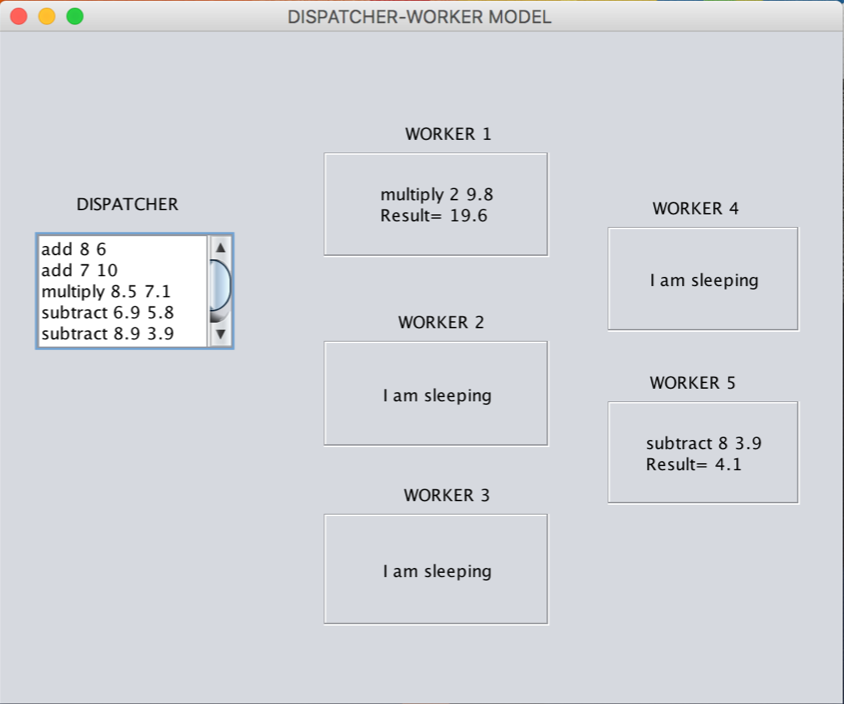 DISPATCHER-WORKER MODEL
DISPATCHER
add 8 6
add 7 10
multiply 8.5 7.1
subtract 6.9 5.8
subtract 8.9 3.9
WORKER 1
multiply 2 9.8
Result= 19.6
WORKER 2
I am sleeping
WORKER 3
I am sleeping
WORKER 4
I am sleeping
WORKER 5
subtract 8 3.9
Result= 4.1